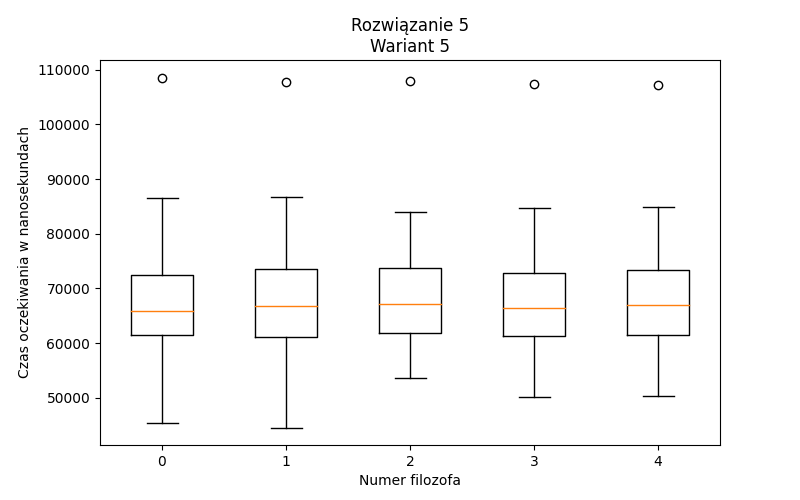 Rozwiązanie 5
Wariant 5
Czas oczekiwania w nanosekundach
110000
100000
90000
80000
70000
60000
50000
0 1 2 3 4
Numer filozofa